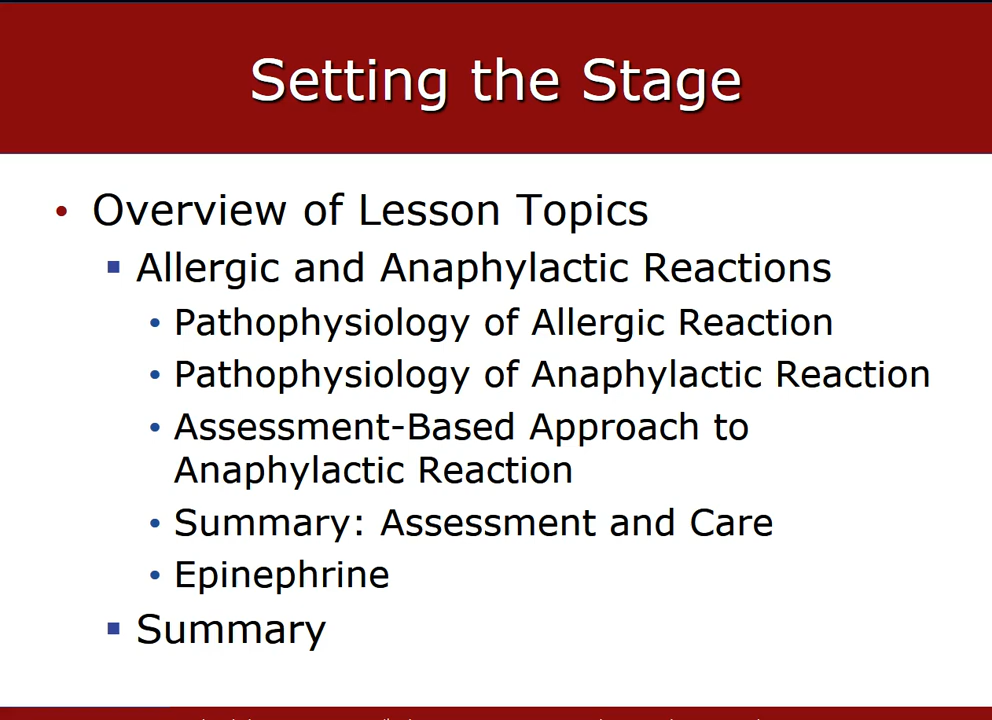 Setting the Stage
• Overview of Lesson Topics
▪ Allergic and Anaphylactic Reactions
• Pathophysiology of Allergic Reaction
• Pathophysiology of Anaphylactic Reaction
• Assessment-Based Approach to
Anaphylactic Reaction
• Summary: Assessment and Care
• Epinephrine
▪ Summary